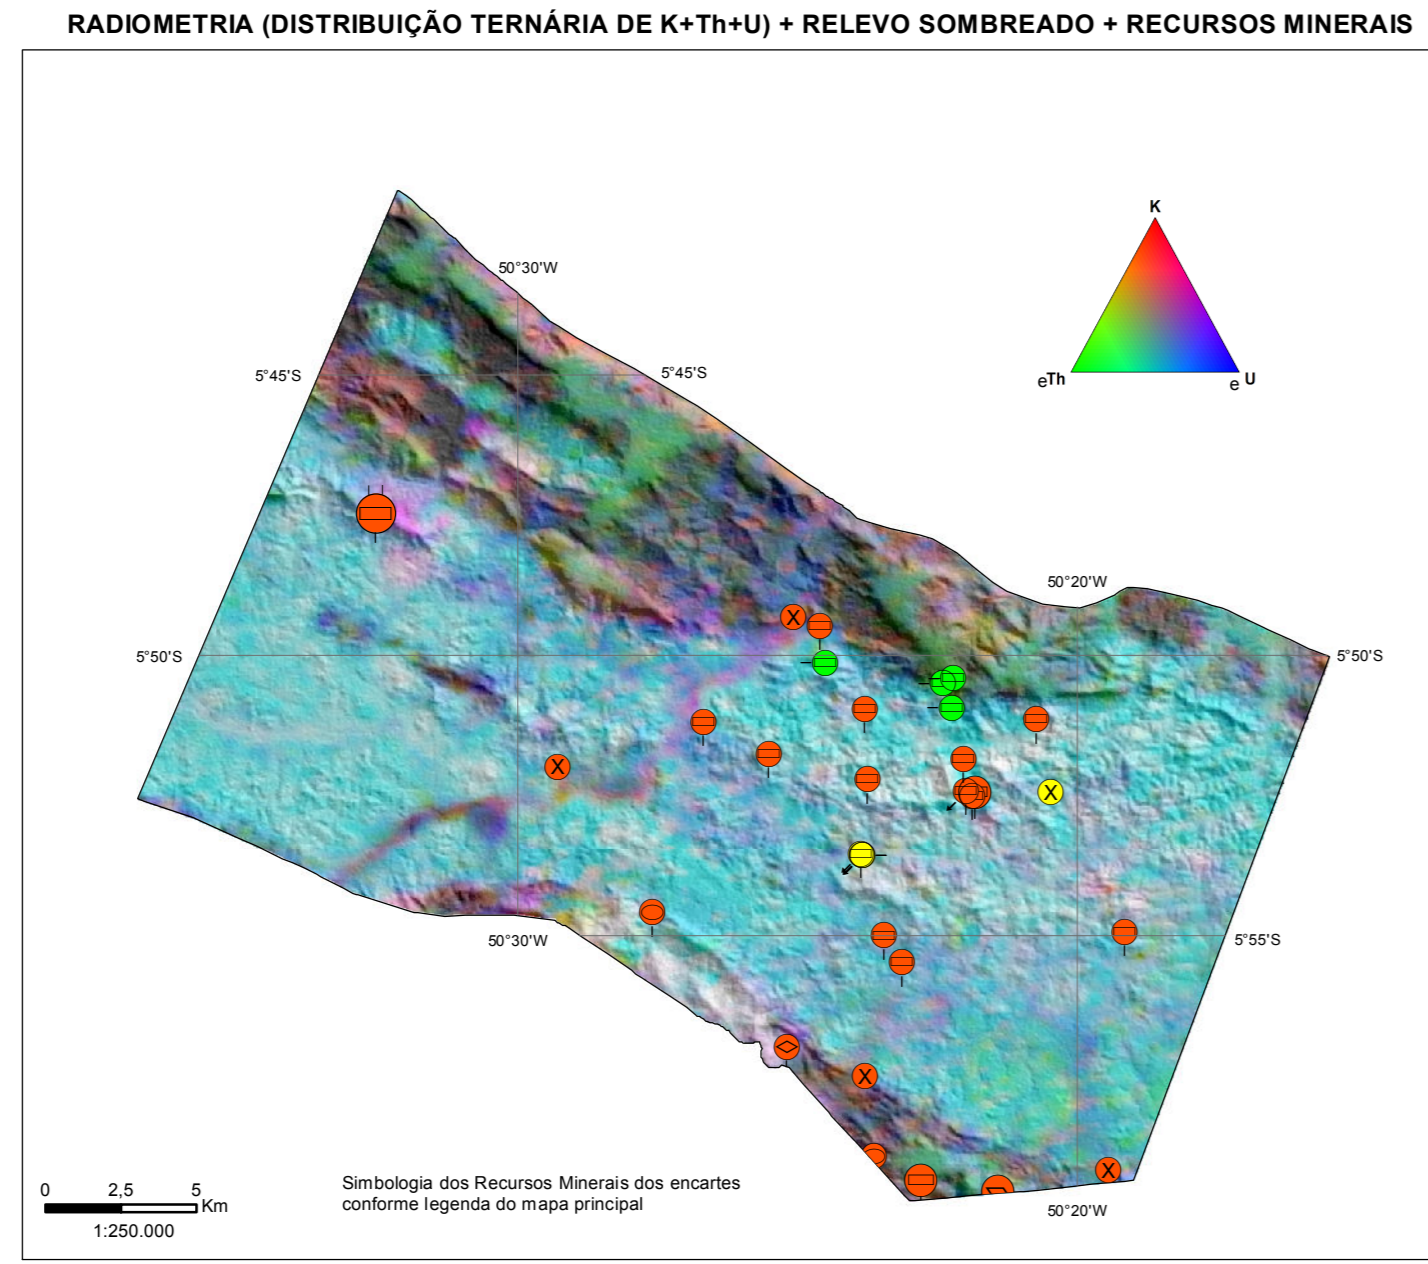 RADIOMETRIA (DISTRIBUIÇÃO TERNÁRIA DE K+Th+U) + RELEVO SOMBREADO + RECURSOS MINERAIS
K
eTh
e U
50°30'W
5°45'S
5°45'S
50°20'W
5°50'S
5°50'S
X
X
X
50°30'W
5°55'S
X
X
50°20'W
0 2,5 5
Km
1:250.000
Simbologia dos Recursos Minerais dos encartes
conforme legenda do mapa principal